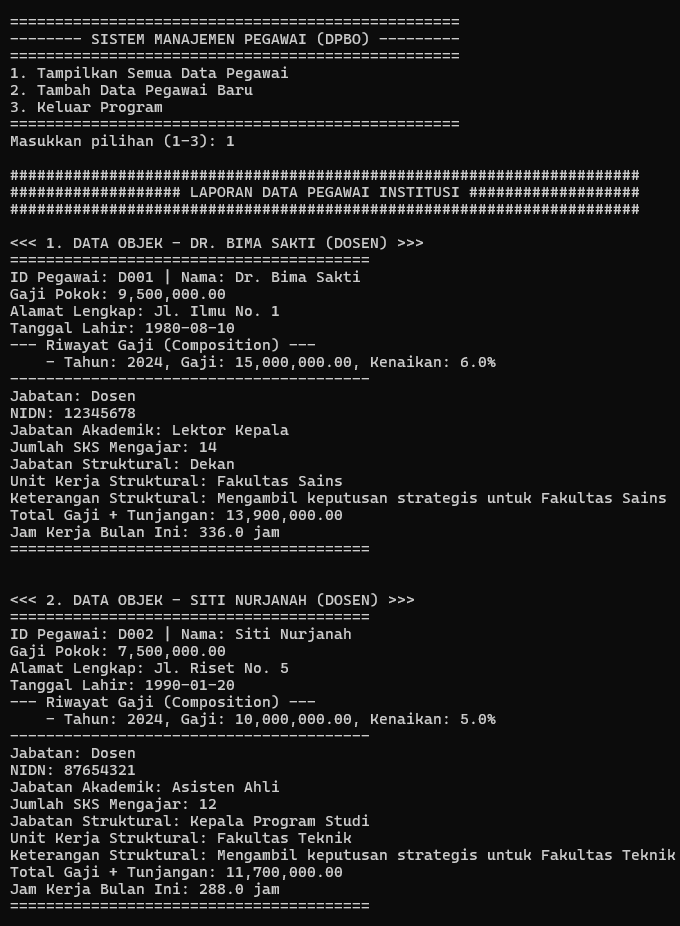 ==================================================
-------- SISTEM MANAJEMEN PEGAWAI (DPBO) ---------
==================================================
1. Tampilkan Semua Data Pegawai
2. Tambah Data Pegawai Baru
3. Keluar Program
==================================================
Masukkan pilihan (1-3): 1
######################################################################
################### LAPORAN DATA PEGAWAI INSTITUSI ###################
######################################################################
<<< 1. DATA OBJEK - DR. BIMA SAKTI (DOSEN) >>>
========================================
ID Pegawai: D001 | Nama: Dr. Bima Sakti
Gaji Pokok: 9,500,000.00
Alamat Lengkap: Jl. Ilmu No. 1
Tanggal Lahir: 1980-08-10
--- Riwayat Gaji (Composition) ---
    - Tahun: 2024, Gaji: 15,000,000.00, Kenaikan: 6.0%
----------------------------------------
Jabatan: Dosen
NIDN: 12345678
Jabatan Akademik: Lektor Kepala
Jumlah SKS Mengajar: 14
Jabatan Struktural: Dekan
Unit Kerja Struktural: Fakultas Sains
Keterangan Struktural: Mengambil keputusan strategis untuk Fakultas Sains
Total Gaji + Tunjangan: 13,900,000.00
Jam Kerja Bulan Ini: 336.0 jam
========================================
<<< 2. DATA OBJEK - SITI NURJANAH (DOSEN) >>>
========================================
ID Pegawai: D002 | Nama: Siti Nurjanah
Gaji Pokok: 7,500,000.00
Alamat Lengkap: Jl. Riset No. 5
Tanggal Lahir: 1990-01-20
--- Riwayat Gaji (Composition) ---
    - Tahun: 2024, Gaji: 10,000,000.00, Kenaikan: 5.0%
----------------------------------------
Jabatan: Dosen
NIDN: 87654321
Jabatan Akademik: Asisten Ahli
Jumlah SKS Mengajar: 12
Jabatan Struktural: Kepala Program Studi
Unit Kerja Struktural: Fakultas Teknik
Keterangan Struktural: Mengambil keputusan strategis untuk Fakultas Teknik
Total Gaji + Tunjangan: 11,700,000.00
Jam Kerja Bulan Ini: 288.0 jam
========================================